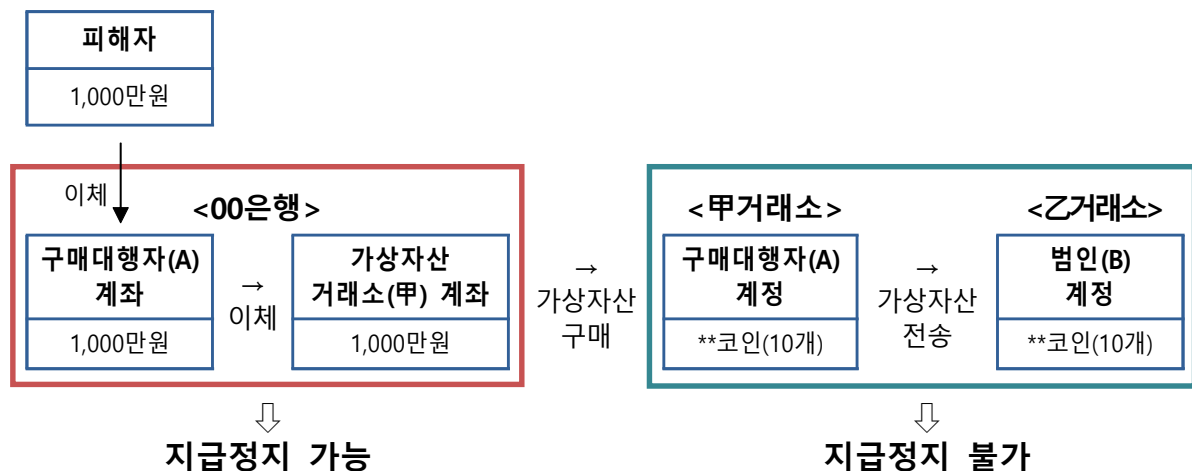 피해자
1,000만원
이체
<00은행>
구매대행자(A)
계좌
1,000만원
→
이체
가상자산
거래소(甲) 계좌
1,000만원
→
가상자산
구매
<甲거래소>
구매대행자(A)
계정
**코인(10개)
→
가상자산
전송
<乙거래소>
범인(B)
계정
**코인(10개)
지급정지 가능
지급정지 불가